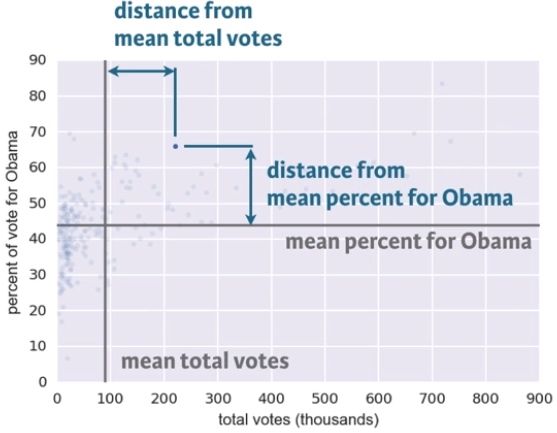 distance from
mean total votes
90
80
70
60
50
40
30
20
10
0
percent of vote for Obama
distance from
mean percent for Obama
mean percent for Obama
mean total votes
0 100 200 300 400 500 600 700 800 900
total votes (thousands)